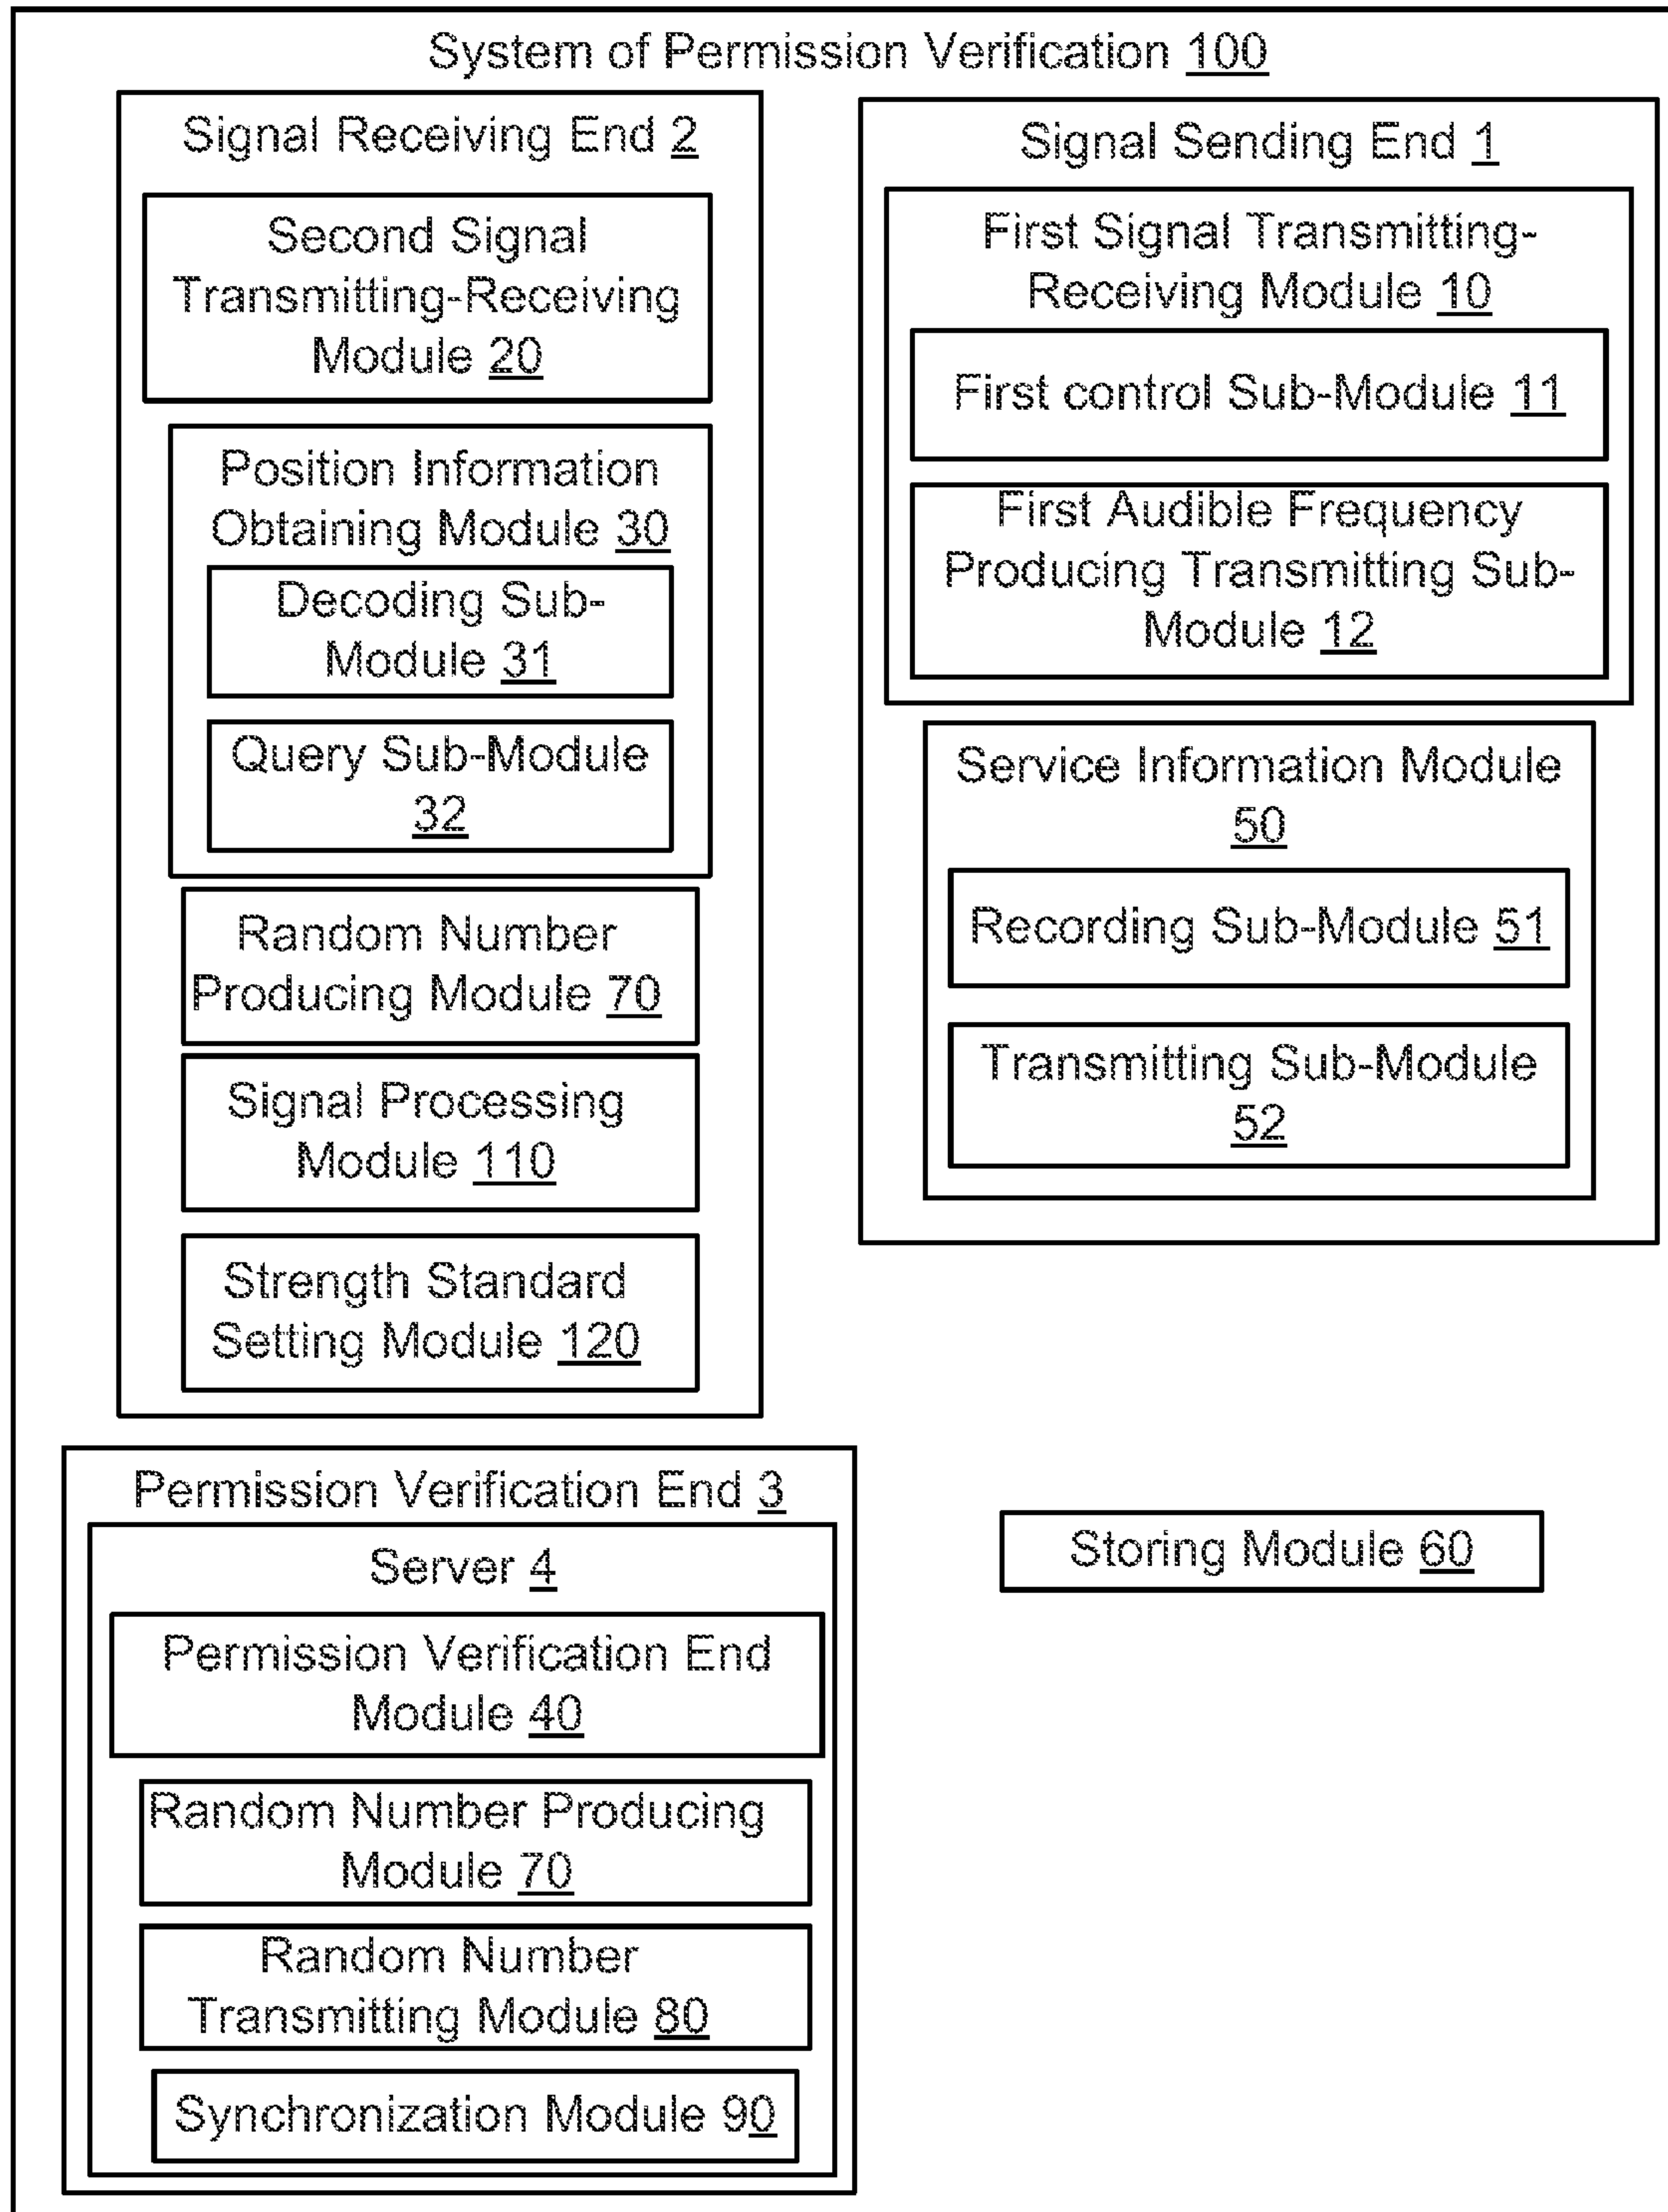 System of Permission Verification 100
Signal Receiving End 2
Second Signal
Transmitting-Receiving
Module 20
Position Information
Obtaining Module 30
Decoding Sub-
Module 31
Query Sub-Module
32
Random Number
Producing Module 70
Signal Processing
Module 110
Strength Standard
Setting Module 120
Signal Sending End 1
First Signal Transmitting-
Receiving Module 10
First control Sub-Module 11
First Audible Frequency
Producing Transmitting Sub-
Module 12
Service Information Module
50
Recording Sub-Module 51
Transmitting Sub-Module
52
Permission Verification End 3
Server 4
Permission Verification End
Module 40
Random Number Producing
Module 70
Random Number
Transmitting Module 80
Synchronization Module 90
Storing Module 60